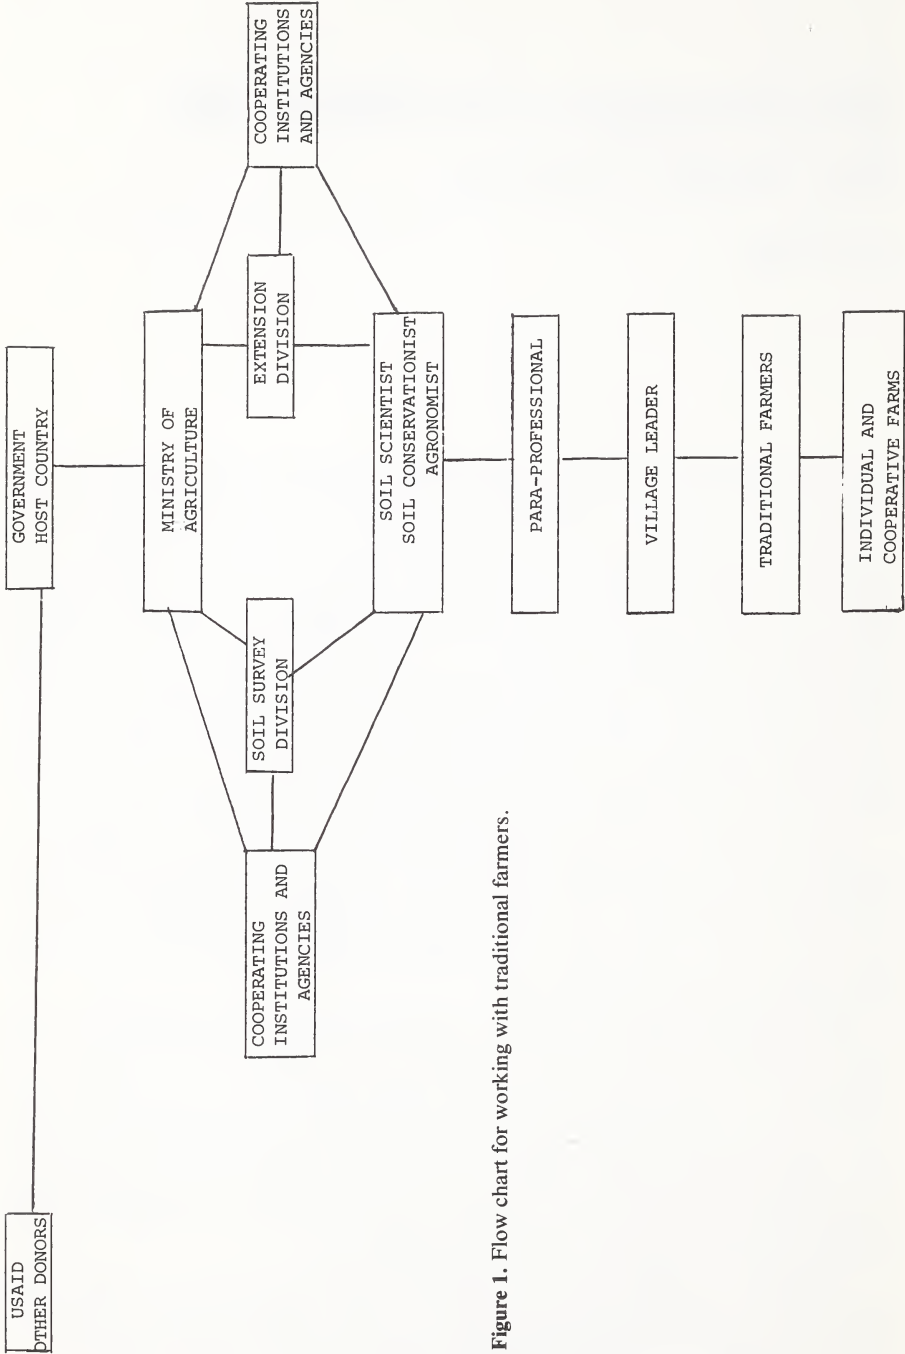 USAID
OTHER DONORS
GOVERNMENT
HOST COUNTRY
MINISTRY OF
AGRICULTURE
COOPERATING
INSTITUTIONS AND
AGENCIES
SOIL SURVEY
DIVISION
EXTENSION
DIVISION
COOPERATING
INSTITUTIONS
AND AGENCIES
SOIL SCIENTIST
SOIL CONSERVATIONIST
AGRONOMIST
PARA-PROFESSIONAL
VILLAGE LEADER
TRADITIONAL FARMERS
INDIVIDUAL AND
COOPERATIVE FARMS
Figure 1. Flow chart for working with traditional farmers.